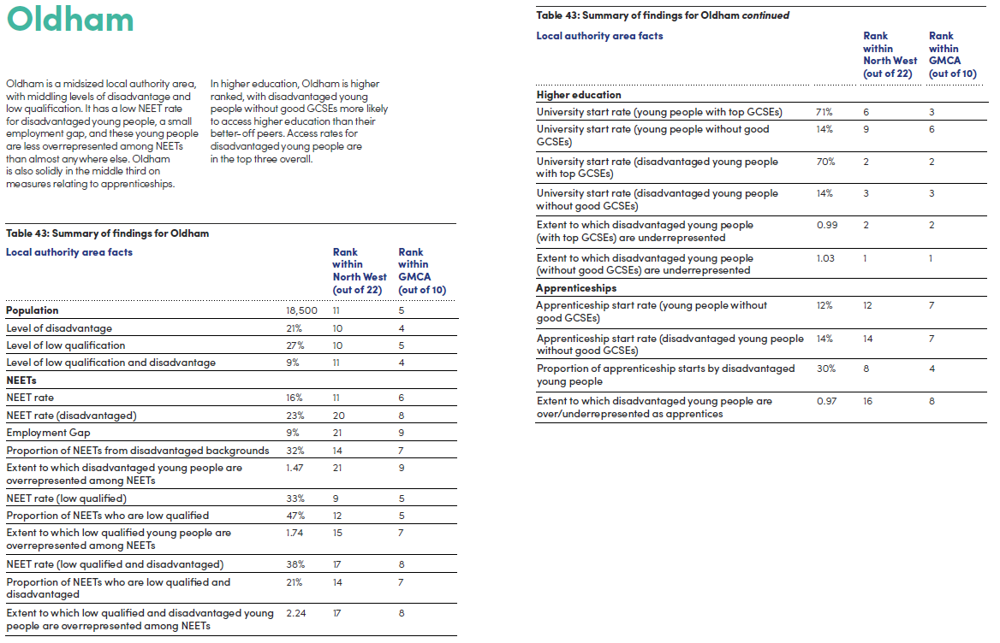 Oldham
Oldham is a midsized local authority area,
with middling levels of disadvantage and
low qualification. It has a low NEET rate
for disadvantaged young people, a small
employment gap, and these young people
are less overrepresented among NEETs
than almost anywhere else. Oldham
is also solidly in the middle third on
measures relating to apprenticeships.
In higher education, Oldham is higher
ranked, with disadvantaged young
people without good GCSEs more likely
to access higher education than their
better-off peers. Access rates for
disadvantaged young people are
in the top three overall.
Table 43: Summary of findings for Oldham
Local authority area facts
Rank
within
North West
(out of 22)
Rank
within
GMCA
(out of 10)
Population 18,500 11 5
Level of disadvantage 21% 10 4
Level of low qualification 27% 10 5
Level of low qualification and disadvantage 9% 11 4
NEETs
NEET rate 16% 11 6
NEET rate (disadvantaged) 23% 20 8
Employment Gap 9% 21 9
Proportion of NEETs from disadvantaged backgrounds 32% 14 7
Extent to which disadvantaged young people are 1.47 21 9
overrepresented among NEETs
NEET rate (low qualified) 33% 9 5
Proportion of NEETs who are low qualified 47% 12 5
Extent to which low qualified young people are 1.74 15 7
overrepresented among NEETs
NEET rate (low qualified and disadvantaged) 38% 17 8
Proportion of NEETs who are low qualified and 21% 14 7
disadvantaged
Extent to which low qualified and disadvantaged young 2.24 17 8
people are overrepresented among NEETs
Table 43: Summary of findings for Oldham continued
Local authority area facts
Rank
within
North West
(out of 22)
Rank
within
GMCA
(out of 10)
Higher education
University start rate (young people with top GCSEs) 71% 6 3
University start rate (young people without good 14% 9 6
GCSEs)
University start rate (disadvantaged young people 70% 2 2
with top GCSEs)
University start rate (disadvantaged young people 14% 3 3
without good GCSEs)
Extent to which disadvantaged young people 0.99 2 2
(with top GCSEs) are underrepresented
Extent to which disadvantaged young people 1.03 1 1
(without good GCSEs) are underrepresented
Apprenticeships
Apprenticeship start rate (young people without 12% 12 7
good GCSEs)
Apprenticeship start rate (disadvantaged young people 14% 14 7
without good GCSEs)
Proportion of apprenticeship starts by disadvantaged 30% 8 4
young people
Extent to which disadvantaged young people are 0.97 16 8
over/underrepresented as apprentices